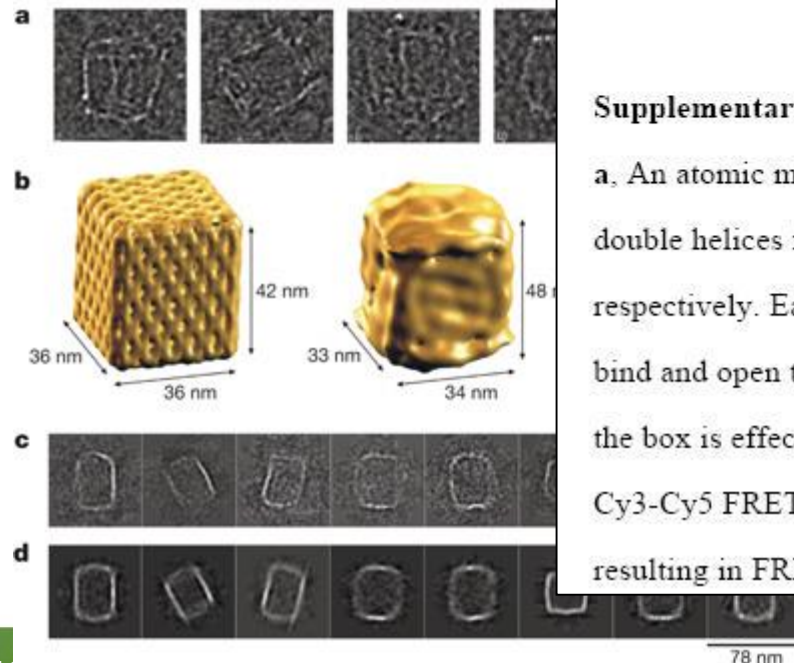 a
b
42 nm
36 nm
36 nm
48
33 nm
34 nm
c
d
78 nm
Supplementar
a, An atomic m
double helices
respectively. Ea
bind and open t
the box is effec
Cy3-Cy5 FRET
resulting in FR